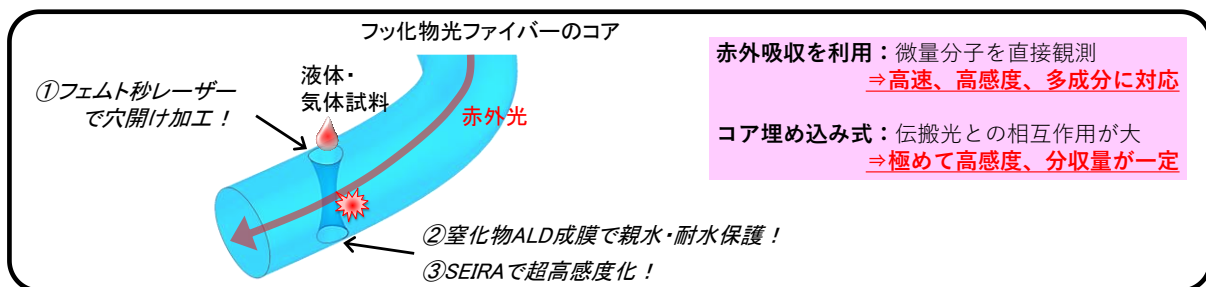 フッ化物光ファイバーのコア
①フェムト秒レーザー
で穴開け加工！
液体・
気体試料
赤外光
②窒化物ALD成膜で親水・耐水保護！
③SEIRAで超高感度化！
赤外吸収を利用：微量分子を直接観測
⇒高速、高感度、多成分に対応
コア埋め込み式：伝搬光との相互作用が大
⇒極めて高感度、分収量が一定